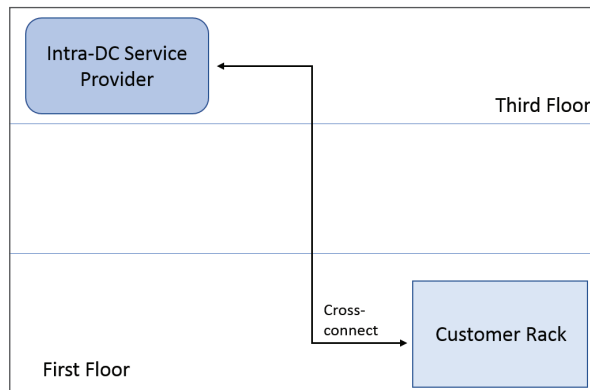 Intra-DC Service
Provider
Third Floor
Cross-
connect
Customer Rack
First Floor